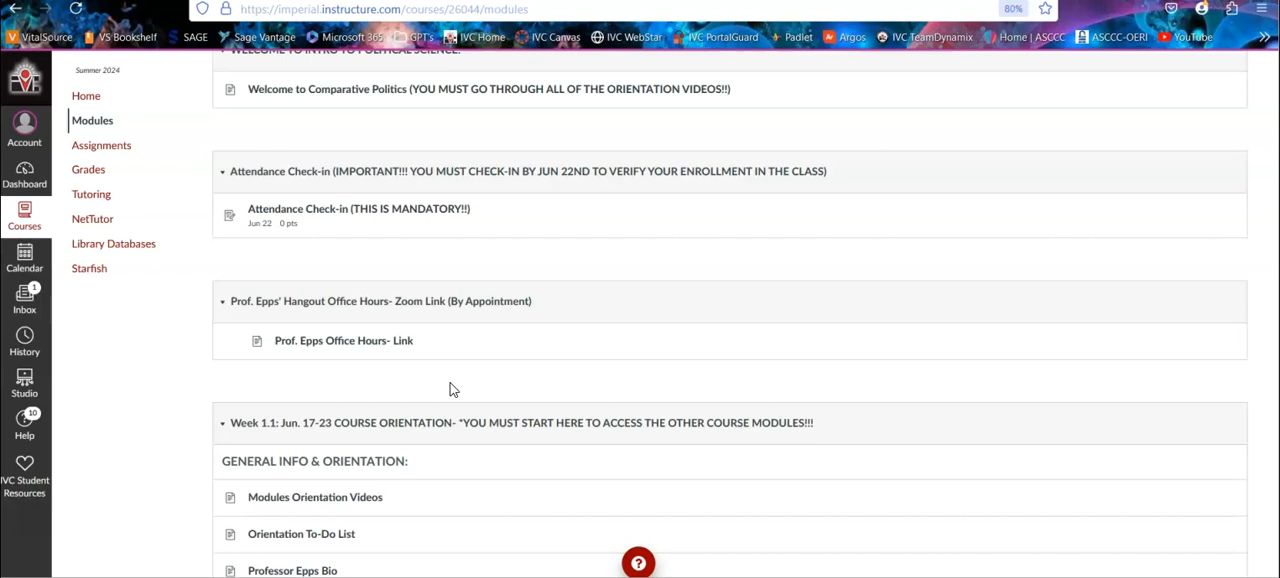 https://imperial.instructure.com/courses/26044/modules
80%
VitalSource VS Bookshelf SAGE Sage Vantage Microsoft 365 GPT's IVC Home IVC Canvas IVC WebStar IVC PortalGuard Padlet Argos IVC TeamDynamix Home | ASCCC ASCCC-OERI YouTube
WELCOME TO INTRO TO POLITICAL SCIENCE!
Summer 2024
Home
Modules
Assignments
Grades
Tutoring
NetTutor
Library Databases
Starfish
Account
Dashboard
Courses
Calendar
1
Inbox
History
Studio
10
Help
IVC Student
Resources
Welcome to Comparative Politics (YOU MUST GO THROUGH ALL OF THE ORIENTATION VIDEOS!!)
Attendance Check-in (IMPORTANT!!! YOU MUST CHECK-IN BY JUN 22ND TO VERIFY YOUR ENROLLMENT IN THE CLASS)
Attendance Check-in (THIS IS MANDATORY!!)
Jun 22 0 pts
Prof. Epps' Hangout Office Hours- Zoom Link (By Appointment)
Prof. Epps Office Hours- Link
Week 1.1: Jun. 17-23 COURSE ORIENTATION- *YOU MUST START HERE TO ACCESS THE OTHER COURSE MODULES!!!
GENERAL INFO & ORIENTATION:
Modules Orientation Videos
Orientation To-Do List
Professor Epps Bio
?